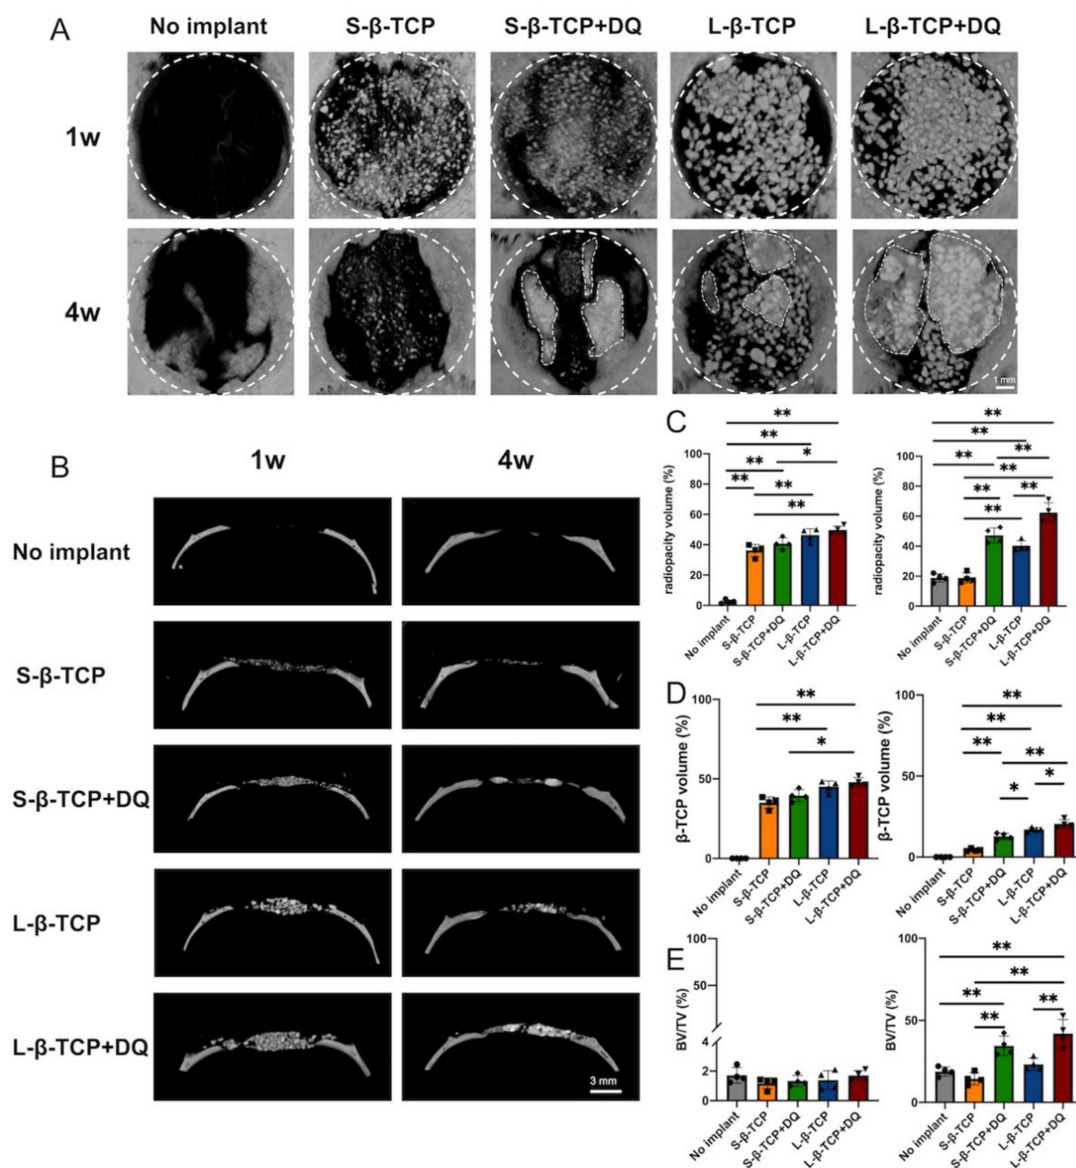 A
No implant
S-β-TCP
S-β-TCP+DQ
L-β-TCP
L-β-TCP+DQ
1w
4w
1 mm
B
1w
4w
No implant
S-β-TCP
S-β-TCP+DQ
L-β-TCP
L-β-TCP+DQ
3 mm
C
radiopacity volume (%)
100
80
60
40
20
0
**
**
**
*
**
**
**
No implant
S-β-TCP
S-β-TCP+DQ
L-β-TCP
L-β-TCP+DQ
radiopacity volume (%)
100
80
60
40
20
0
**
**
**
**
**
**
**
**
No implant
S-β-TCP
S-β-TCP+DQ
L-β-TCP
L-β-TCP+DQ
D
β-TCP volume (%)
100
50
0
**
**
*
No implant
S-β-TCP
S-β-TCP+DQ
L-β-TCP
L-β-TCP+DQ
β-TCP volume (%)
100
50
0
**
**
**
**
*
*
No implant
S-β-TCP
S-β-TCP+DQ
L-β-TCP
L-β-TCP+DQ
E
BV/TV (%)
100
50
4
2
0
No implant
S-β-TCP
S-β-TCP+DQ
L-β-TCP
L-β-TCP+DQ
BV/TV (%)
100
50
0
**
**
**
**
**
No implant
S-β-TCP
S-β-TCP+DQ
L-β-TCP
L-β-TCP+DQ